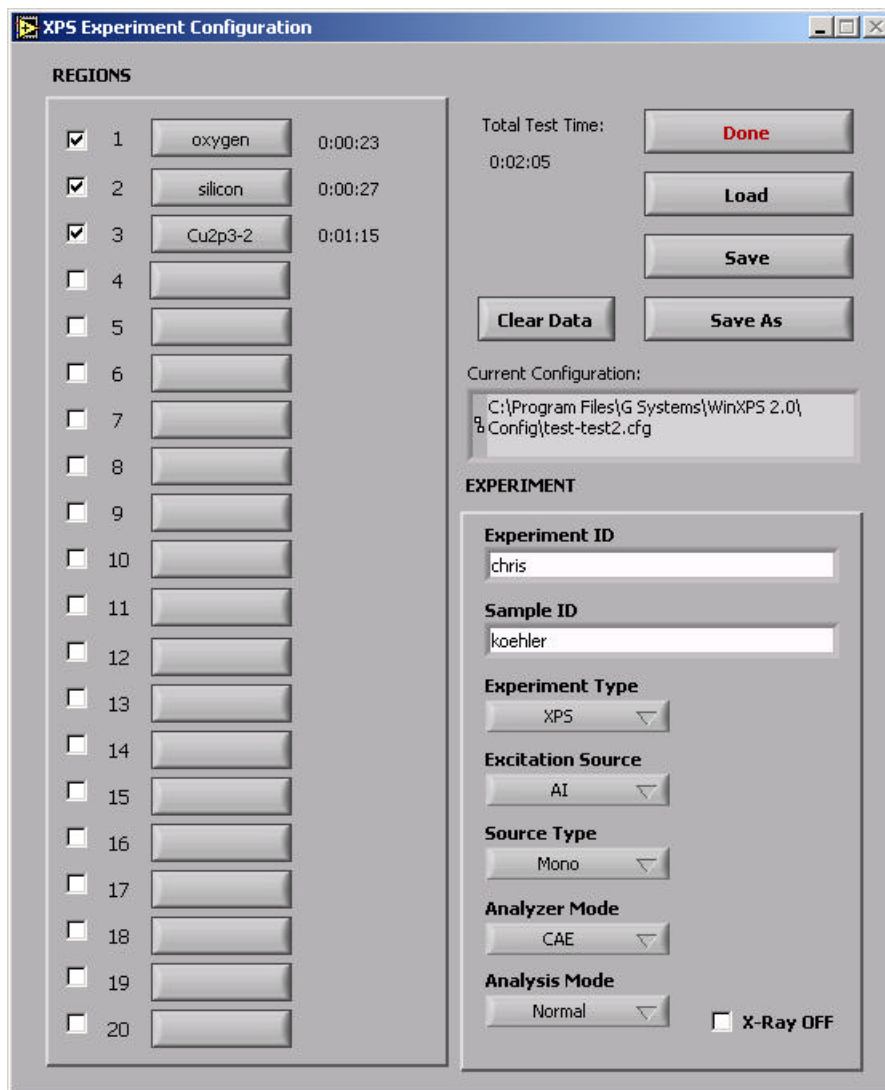 XPS Experiment Configuration
REGIONS
1 oxygen 0:00:23
2 silicon 0:00:27
3 Cu2p3-2 0:01:15
4
5
6
7
8
9
10
11
12
13
14
15
16
17
18
19
20
Total Test Time:
0:02:05
Done
Load
Save
Clear Data
Save As
Current Configuration:
C:\Program Files\G Systems\WinXPS 2.0\
Config\test-test2.cfg
EXPERIMENT
Experiment ID
chris
Sample ID
koehler
Experiment Type
XPS
Excitation Source
Al
Source Type
Mono
Analyzer Mode
CAE
Analysis Mode
Normal
X-Ray OFF